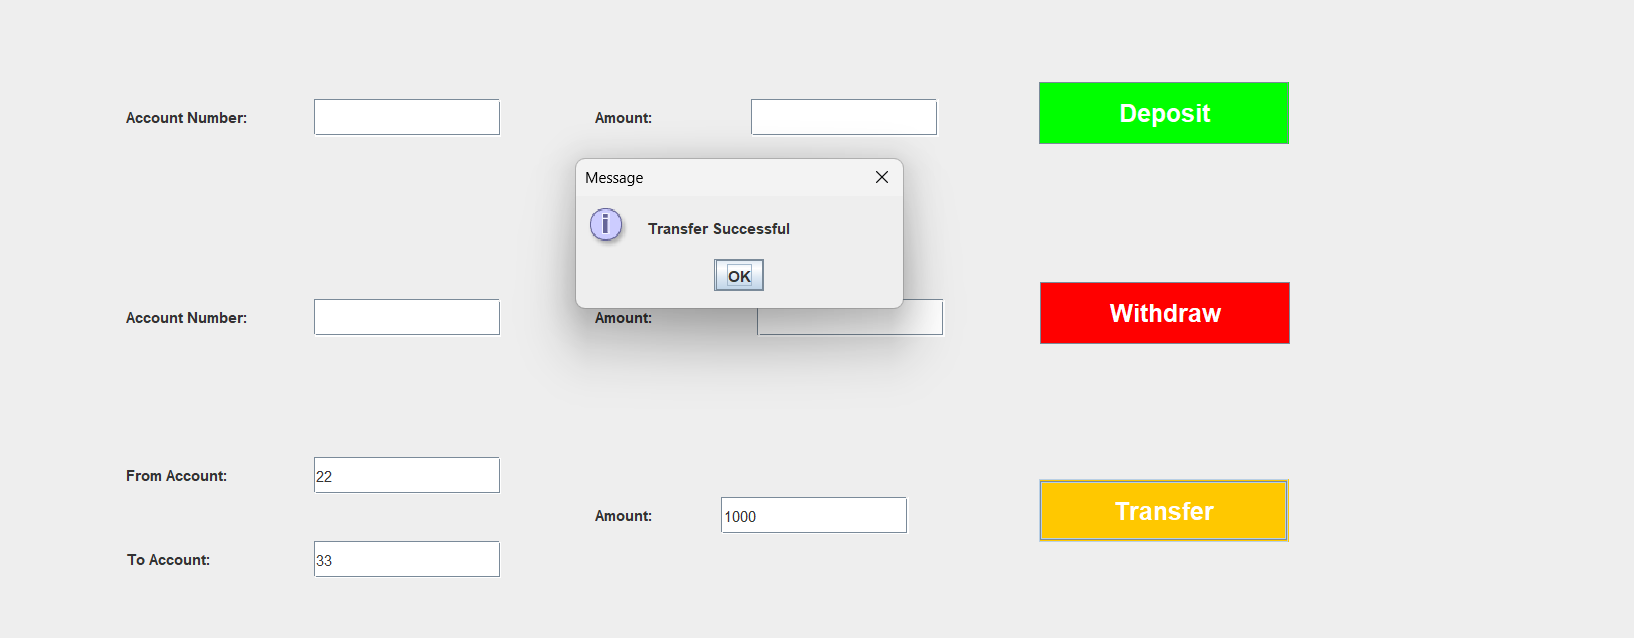 Account Number:
Amount:
Deposit
Message
i
Transfer Successful
OK
Account Number:
Amount:
Withdraw
From Account:
22
Amount:
1000
Transfer
To Account:
33